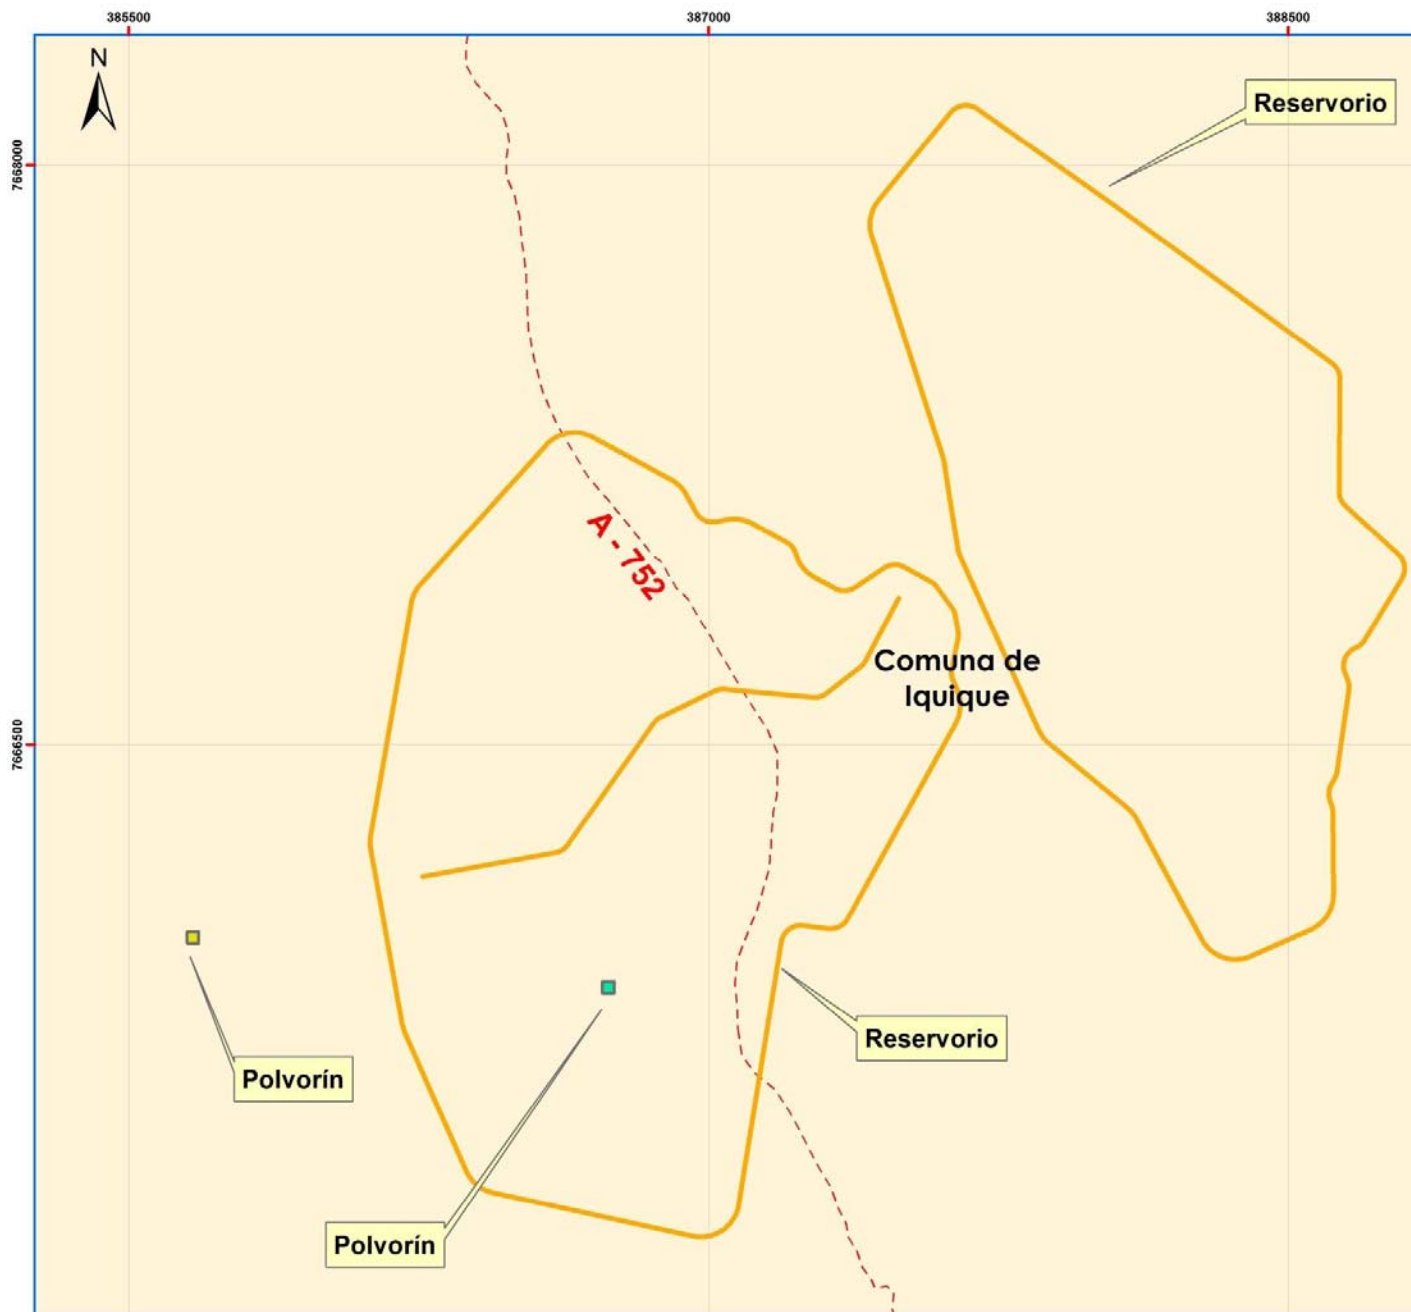 385500
387000
388500
N
Reservorio
7668000
A - 752
Comuna de
Iquique
7666500
Reservorio
Polvorín
Polvorín